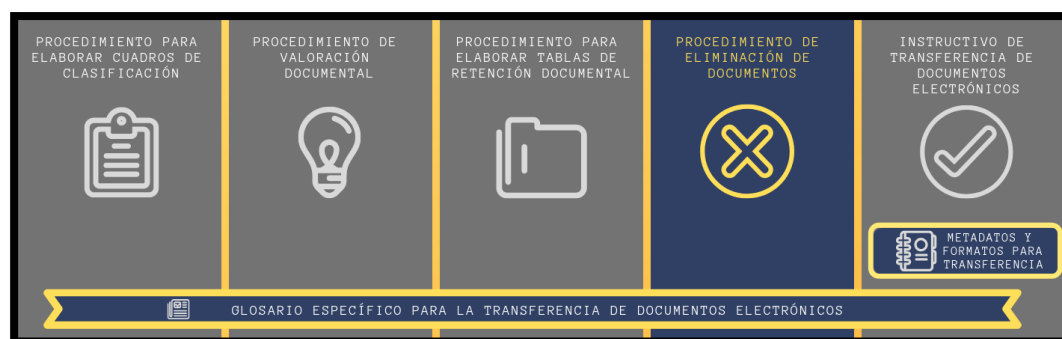 PROCEDIMIENTO PARA
ELABORAR CUADROS DE
CLASIFICACIÓN
PROCEDIMIENTO DE
VALORACIÓN
DOCUMENTAL
PROCEDIMIENTO PARA
ELABORAR TABLAS DE
RETENCIÓN DOCUMENTAL
PROCEDIMIENTO DE
ELIMINACIÓN DE
DOCUMENTOS
INSTRUCTIVO DE
TRANSFERENCIA DE
DOCUMENTOS
ELECTRÓNICOS
METADATOS Y
FORMATOS PARA
TRANSFERENCIA
GLOSARIO ESPECÍFICO PARA LA TRANSFERENCIA DE DOCUMENTOS ELECTRÓNICOS